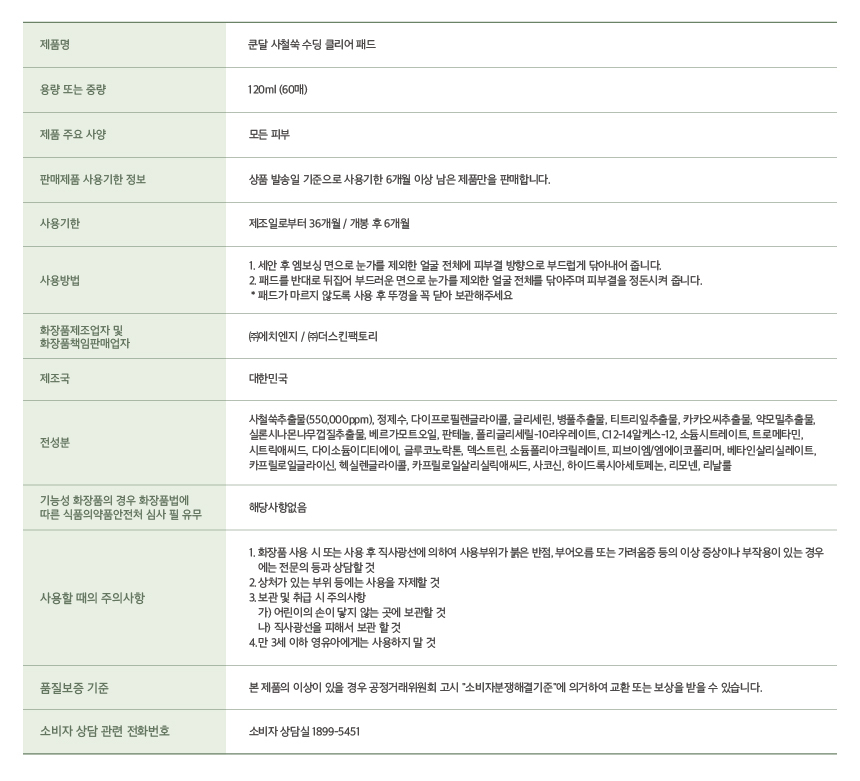 제품명
쿤달 사철쑥 수딩 클리어 패드
용량 또는 중량
120ml (60매)
제품 주요 사양
모든 피부
판매제품 사용기한 정보
상품 발송일 기준으로 사용기한 6개월 이상 남은 제품만을 판매합니다.
사용기한
제조일로부터 36개월 / 개봉 후 6개월
사용방법
1. 세안 후 엠보싱 면으로 눈가를 제외한 얼굴 전체에 피부결 방향으로 부드럽게 닦아내어 줍니다.
2. 패드를 반대로 뒤집어 부드러운 면으로 눈가를 제외한 얼굴 전체를 닦아주며 피부결을 정돈시켜 줍니다.
* 패드가 마르지 않도록 사용 후 뚜껑을 꼭 닫아 보관해주세요
화장품제조업자 및
화장품책임판매업자
㈜에치엔지 / ㈜더스킨팩토리
제조국
대한민국
전성분
사철쑥추출물(550,000ppm), 정제수, 다이프로필렌글라이콜, 글리세린, 병풀추출물, 티트리잎추출물, 카카오씨추출물, 약모밀추출물,
실론시나몬나무껍질추출물, 베르가모트오일, 판테놀, 폴리글리세릴-10라우레이트, C12-14알케스-12, 소듐시트레이트, 트로메타민,
시트릭애씨드, 다이소듐이디티에이, 글루코노락톤, 덱스트린, 소듐폴리아크릴레이트, 피브이엠/엠에이코폴리머, 베타인살리실레이트,
카프릴로일글라이신, 헥실렌글라이콜, 카프릴로일살리실릭애씨드, 사코신, 하이드록시아세토페논, 리모넨, 리날룰
기능성 화장품의 경우 화장품법에
따른 식품의약품안전처 심사 필 유무
해당사항없음
사용할 때의 주의사항
1. 화장품 사용 시 또는 사용 후 직사광선에 의하여 사용부위가 붉은 반점, 부어오름 또는 가려움증 등의 이상 증상이나 부작용이 있는 경우
에는 전문의 등과 상담할 것
2. 상처가 있는 부위 등에는 사용을 자제할 것
3. 보관 및 취급 시 주의사항
가) 어린이의 손이 닿지 않는 곳에 보관할 것
나) 직사광선을 피해서 보관 할 것
4. 만 3세 이하 영유아에게는 사용하지 말 것
품질보증 기준
본 제품의 이상이 있을 경우 공정거래위원회 고시 "소비자분쟁해결기준"에 의거하여 교환 또는 보상을 받을 수 있습니다.
소비자 상담 관련 전화번호
소비자 상담실 1899-5451